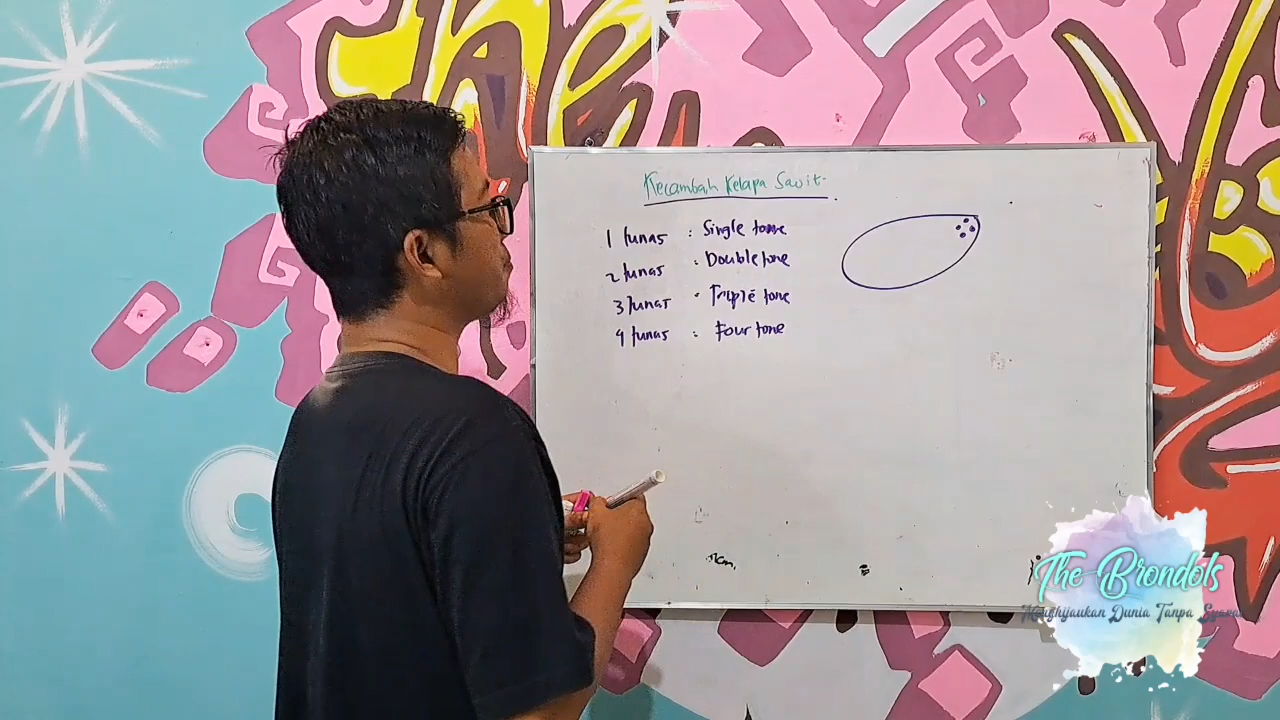 the
Kecambah Kelapa Sawit
1 tunas : Single tone
2 tunas : Double tone
3 tunas : Triple tone
4 tunas : Four tone
The Brondols
Menghijaukan Dunia Tanpa